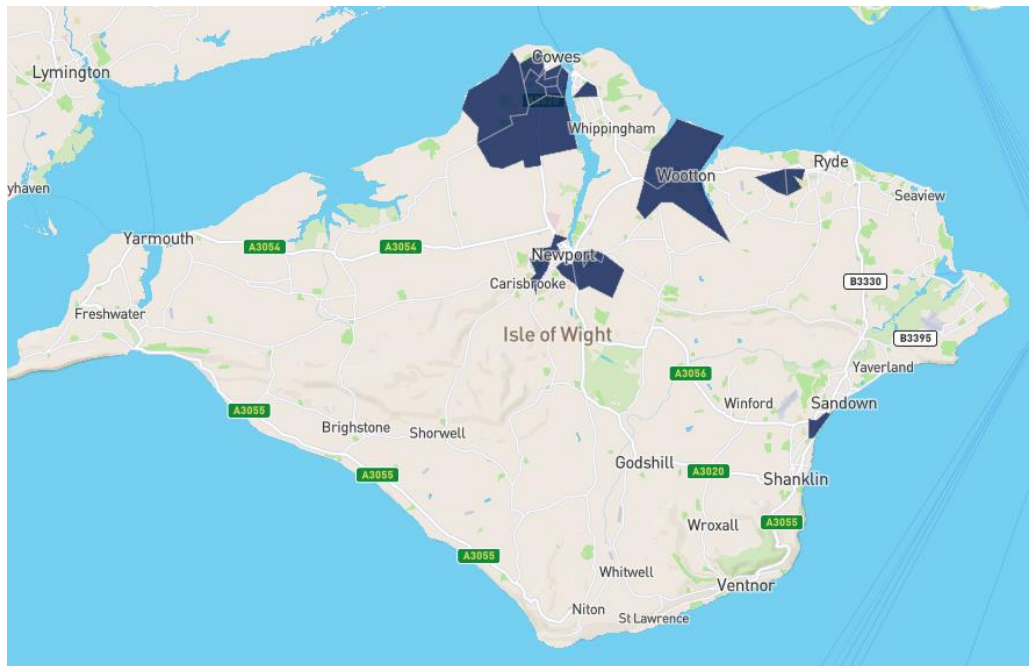 Cowes
Lymington
Whippingham
Ryde
Wootton
yhaven
Seaview
Yarmouth
A3054
A3054
Newport
Carisbrooke
B3330
Freshwater
Isle of Wight
B3395
Yaverland
A3056
Winford
Sandown
A3055
Brighstone
Shorwell
Godshill
A3020
Shanklin
A3055
Wroxall
A3055
A3055
Whitwell
Ventnor
Niton
St Lawrence